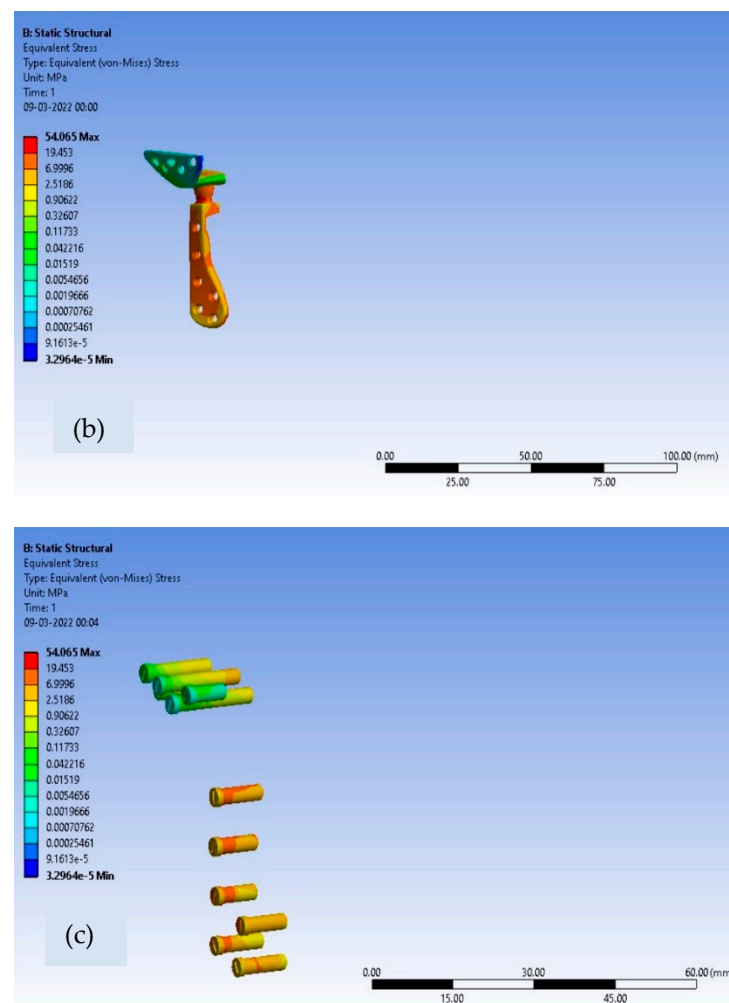 B: Static Structural
Equivalent Stress
Type: Equivalent (von-Mises) Stress
Unit: MPa
Time: 1
09-03-2022 00:00
54.065 Max
19.453
6.9996
2.5186
0.90622
0.32607
0.11733
0.042216
0.01519
0.0054656
0.0019666
0.00070762
0.00025461
9.1613e-5
3.2964e-5 Min
(b)
0.00 50.00 100.00 (mm)
25.00 75.00
B: Static Structural
Equivalent Stress
Type: Equivalent (von-Mises) Stress
Unit: MPa
Time: 1
09-03-2022 00:04
54.065 Max
19.453
6.9996
2.5186
0.90622
0.32607
0.11733
0.042216
0.01519
0.0054656
0.0019666
0.00070762
0.00025461
9.1613e-5
3.2964e-5 Min
(c)
0.00 30.00 60.00 (mm
15.00 45.00